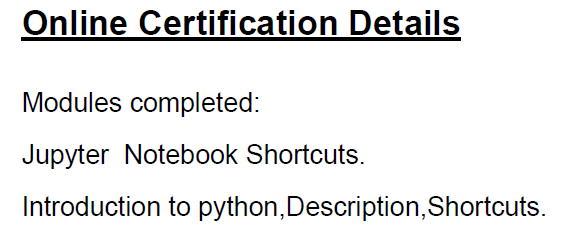 Online Certification Details
Modules completed:
Jupyter  Notebook Shortcuts.
Introduction to python,Description,Shortcuts.